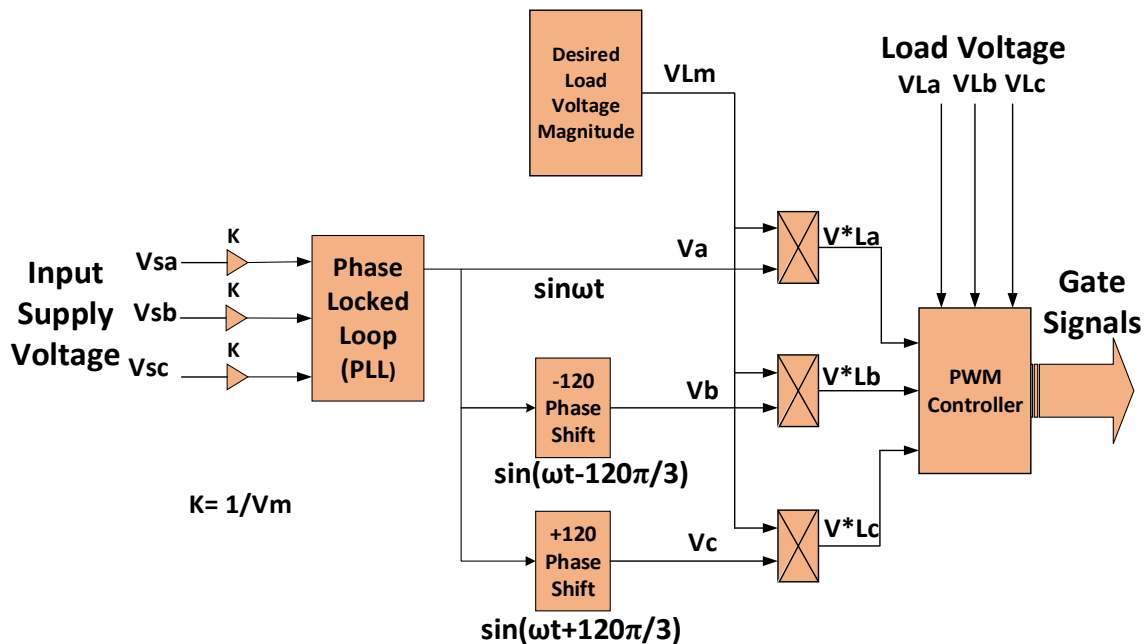 Desired
Load
Voltage
Magnitude
VLm
Load Voltage
VLa VLb VLc
Input
Supply
Voltage
Vsa
K
Vsb
K
Vsc
K
Phase
Locked
Loop
(PLL)
Va
sinωt
V*La
-120
Phase
Shift
Vb
sin(ωt-120π/3)
V*Lb
+120
Phase
Shift
Vc
sin(ωt+120π/3)
V*Lc
PWM
Controller
Gate
Signals
K= 1/Vm